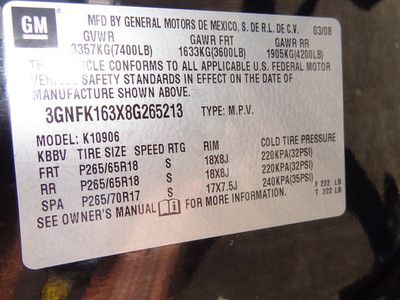 GM MFD BY GENERAL MOTORS DE MEXICO, S. DE R.L. DE C.V. 03/08
GVWR GAWR FRT GAWR RR
3357KG(7400LB) 1633KG(3600LB) 1905KG(4200LB)
THIS VEHICLE CONFORMS TO ALL APPLICABLE U.S. FEDERAL MOTOR
VEHICLE SAFETY STANDARDS IN EFFECT ON THE DATE OF
MANUFACTURE SHOWN ABOVE.
3GNFK163X8G265213 TYPE: M.P.V.
MODEL: K10906
KBBV TIRE SIZE SPEED RTG RIM COLD TIRE PRESSURE
FRT P265/65R18 S 18X8J 220KPA(32PSI)
RR P265/65R18 S 18X8J 220KPA(32PSI)
SPA P265/70R17 S 17X7.5J 240KPA(35PSI) F 222 LB
SEE OWNER'S MANUAL FOR MORE INFORMATION. T 222 LB